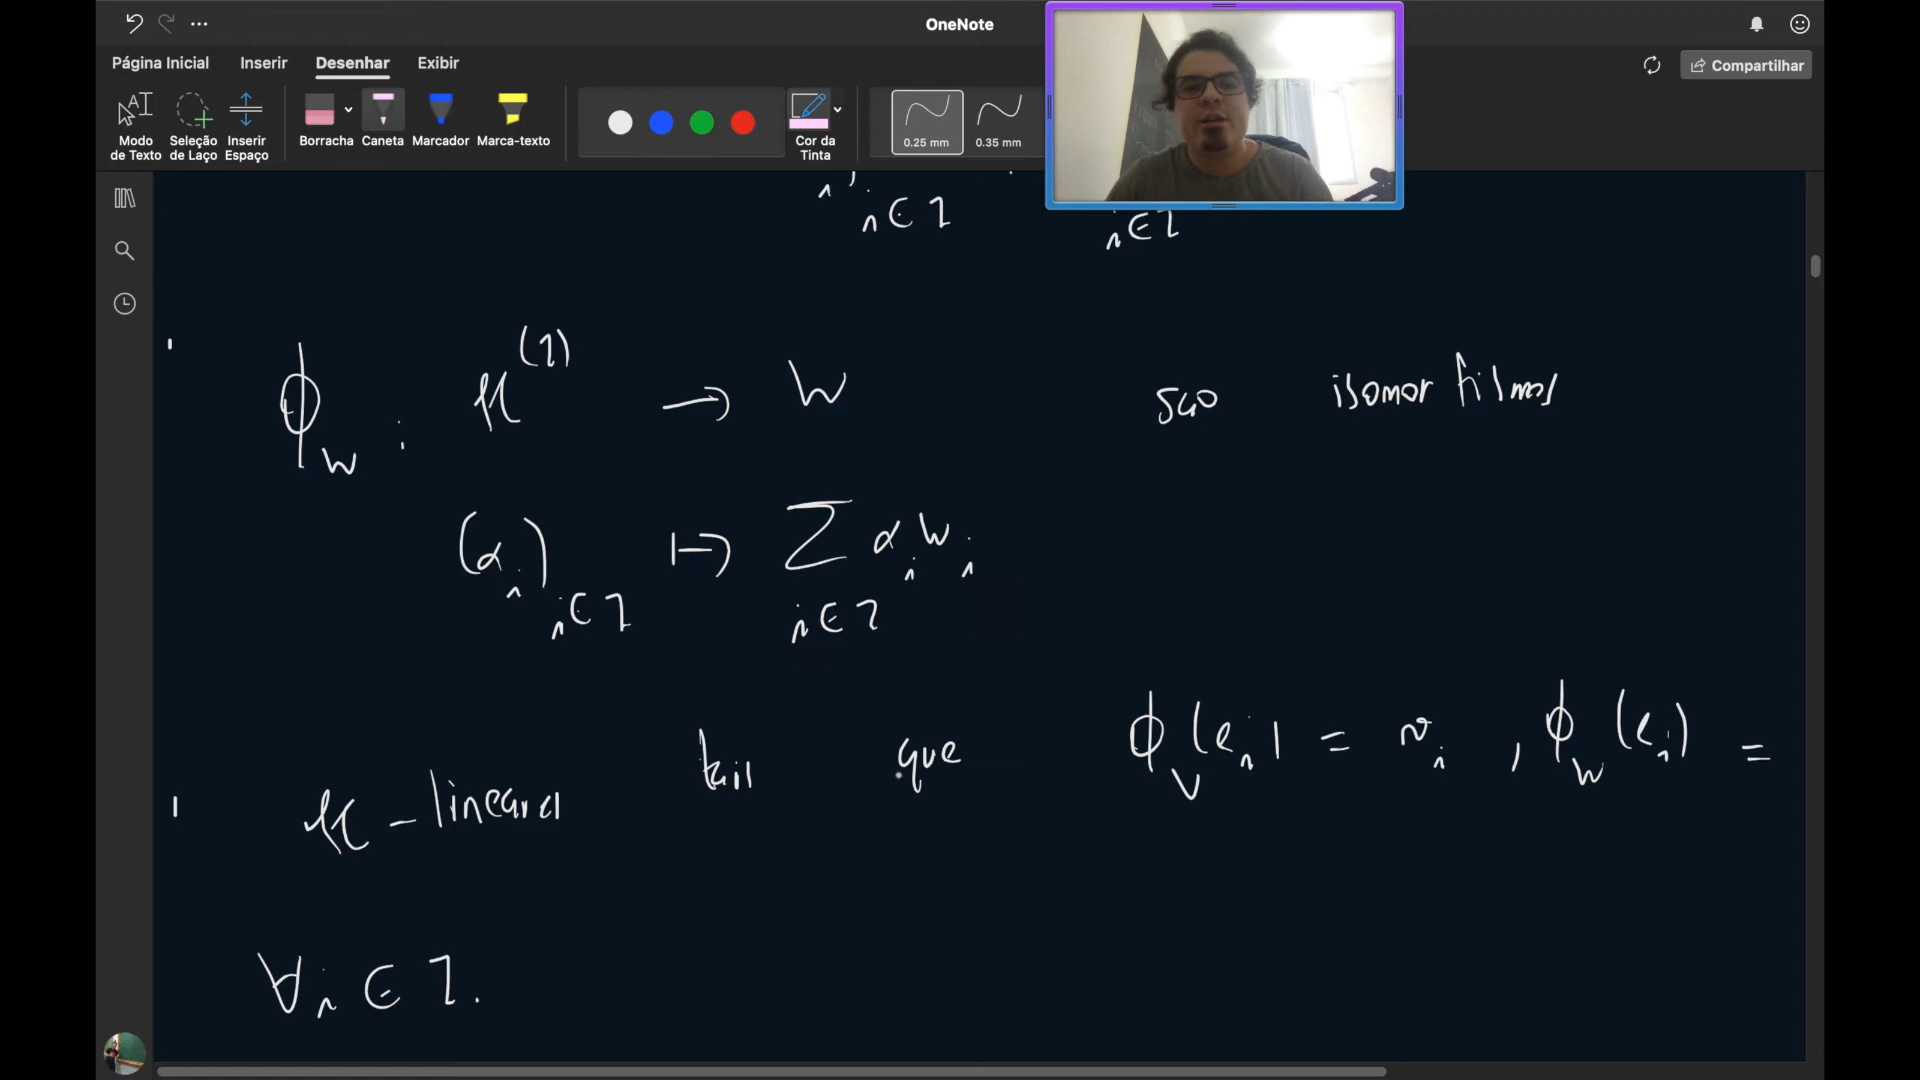 OneNote
Página Inicial Inserir Desenhar Exibir
Compartilhar
Modo de Texto
Seleção de Laço
Inserir Espaço
Borracha
Caneta
Marcador
Marca-texto
Cor da Tinta
0.25 mm
0.35 mm
i∈I i∈I
ϕ_W : K^(I) → W são isomorfismos
(α_i)_i∈I ↦ Σ_i∈I α_i w_i
K-lineares tais que ϕ_V(e_i) = v_i , ϕ_W(e_i) =
∀i ∈ I.